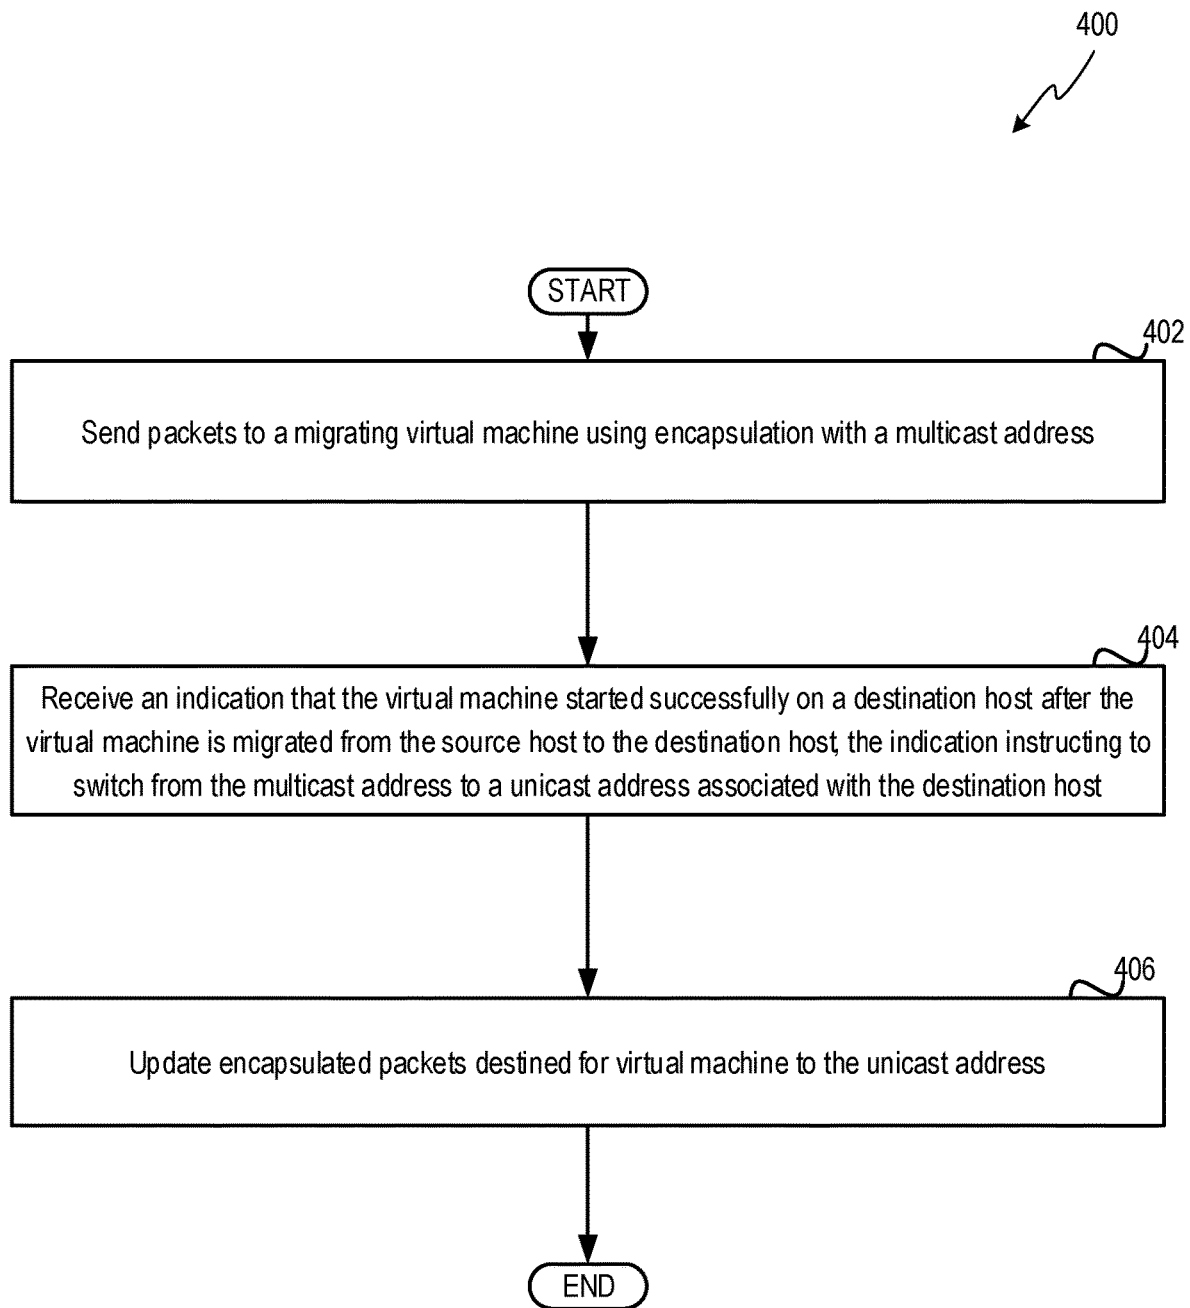 400
START
402
Send packets to a migrating virtual machine using encapsulation with a multicast address
404
Receive an indication that the virtual machine started successfully on a destination host after the
virtual machine is migrated from the source host to the destination host, the indication instructing to
switch from the multicast address to a unicast address associated with the destination host
406
Update encapsulated packets destined for virtual machine to the unicast address
END